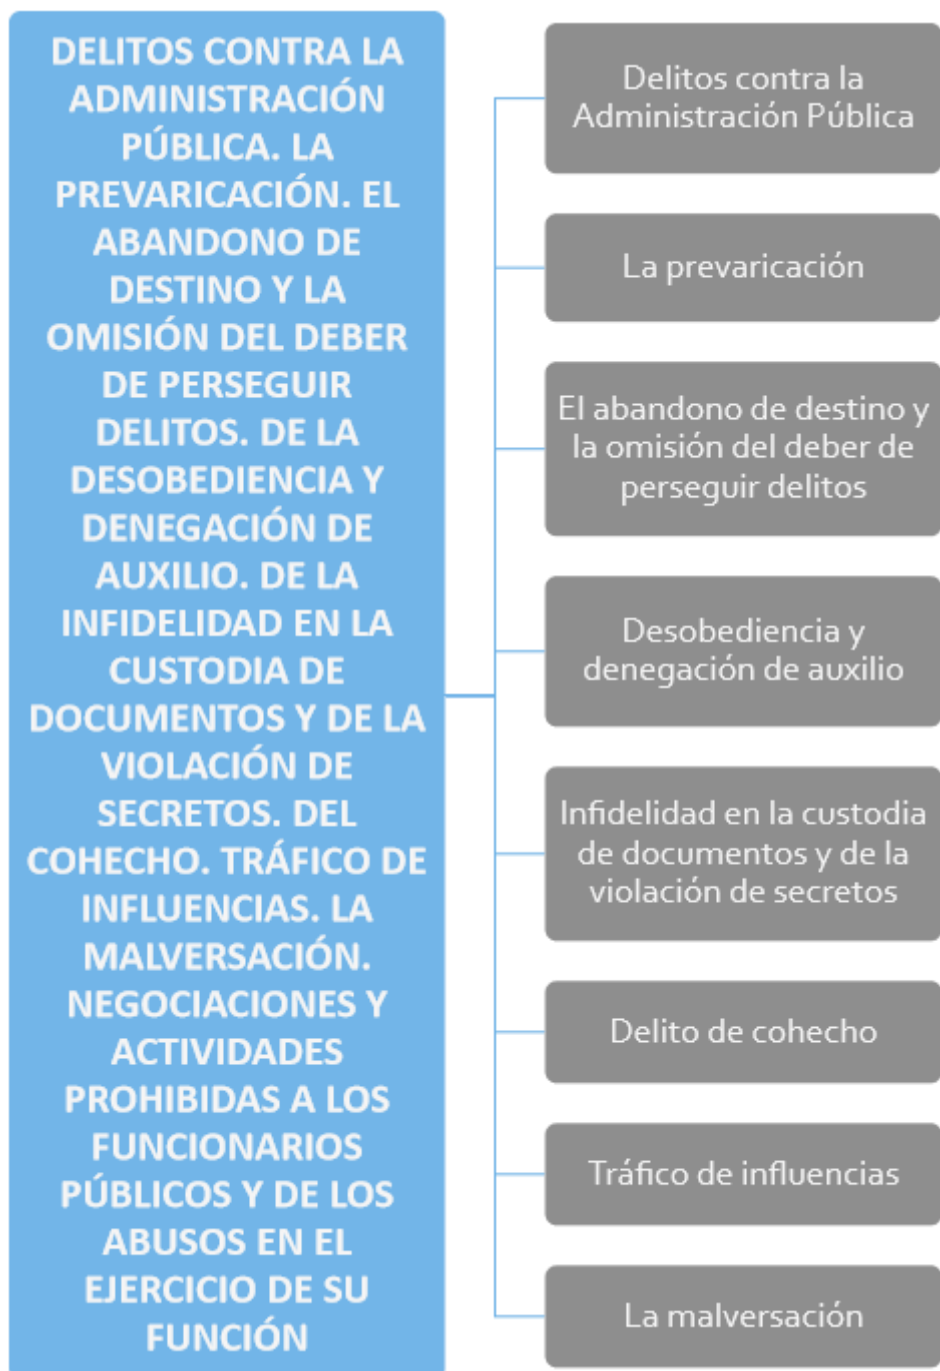 DELITOS CONTRA LA
ADMINISTRACIÓN
PÚBLICA. LA
PREVARICACIÓN. EL
ABANDONO DE
DESTINO Y LA
OMISIÓN DEL DEBER
DE PERSEGUIR
DELITOS. DE LA
DESOBEDIENCIA Y
DENEGACIÓN DE
AUXILIO. DE LA
INFIDELIDAD EN LA
CUSTODIA DE
DOCUMENTOS Y DE LA
VIOLACIÓN DE
SECRETOS. DEL
COHECHO. TRÁFICO DE
INFLUENCIAS. LA
MALVERSACIÓN.
NEGOCIACIONES Y
ACTIVIDADES
PROHIBIDAS A LOS
FUNCIONARIOS
PÚBLICOS Y DE LOS
ABUSOS EN EL
EJERCICIO DE SU
FUNCIÓN
Delitos contra la
Administración Pública
La prevaricación
El abandono de destino y
la omisión del deber de
perseguir delitos
Desobediencia y
denegación de auxilio
Infidelidad en la custodia
de documentos y de la
violación de secretos
Delito de cohecho
Tráfico de influencias
La malversación